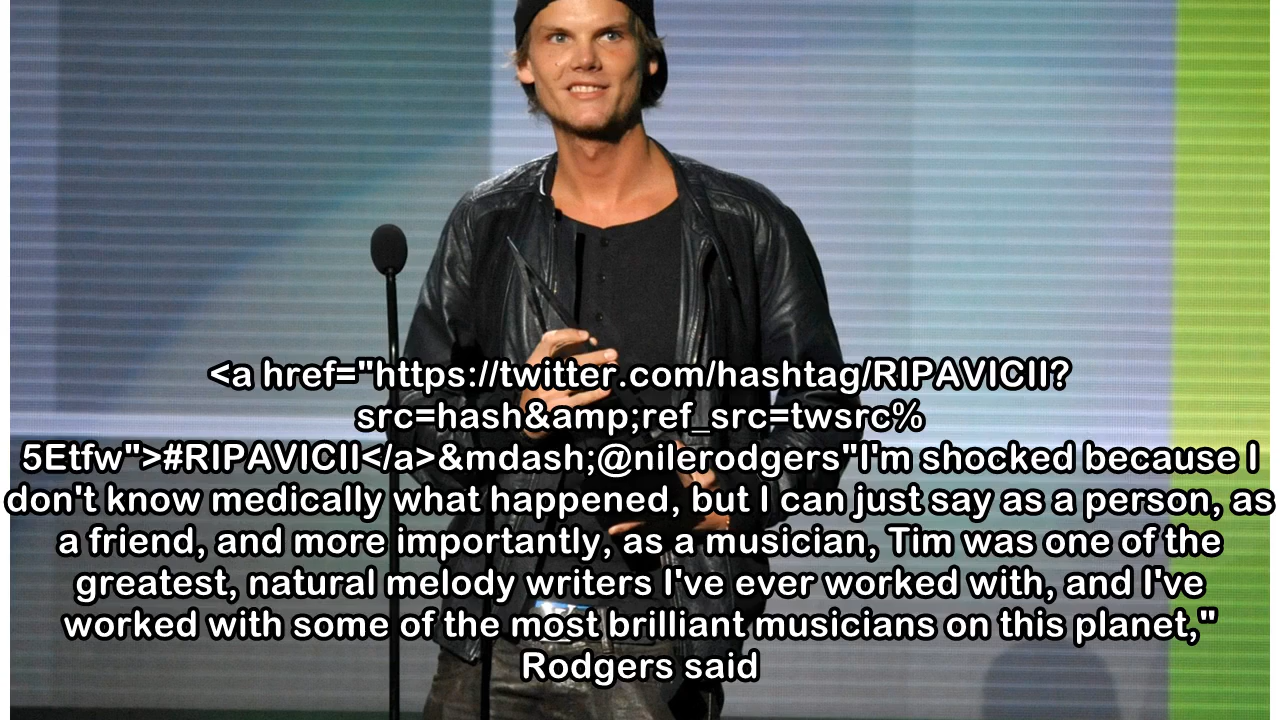 <a href="https://twitter.com/hashtag/RIPAVICII?
src=hash&amp;ref_src=twsrc%
5Etfw">#RIPAVICII</a>&mdash;@nilerodgers"I'm shocked because I
don't know medically what happened, but I can just say as a person, as
a friend, and more importantly, as a musician, Tim was one of the
greatest, natural melody writers I've ever worked with, and I've
worked with some of the most brilliant musicians on this planet,"
Rodgers said